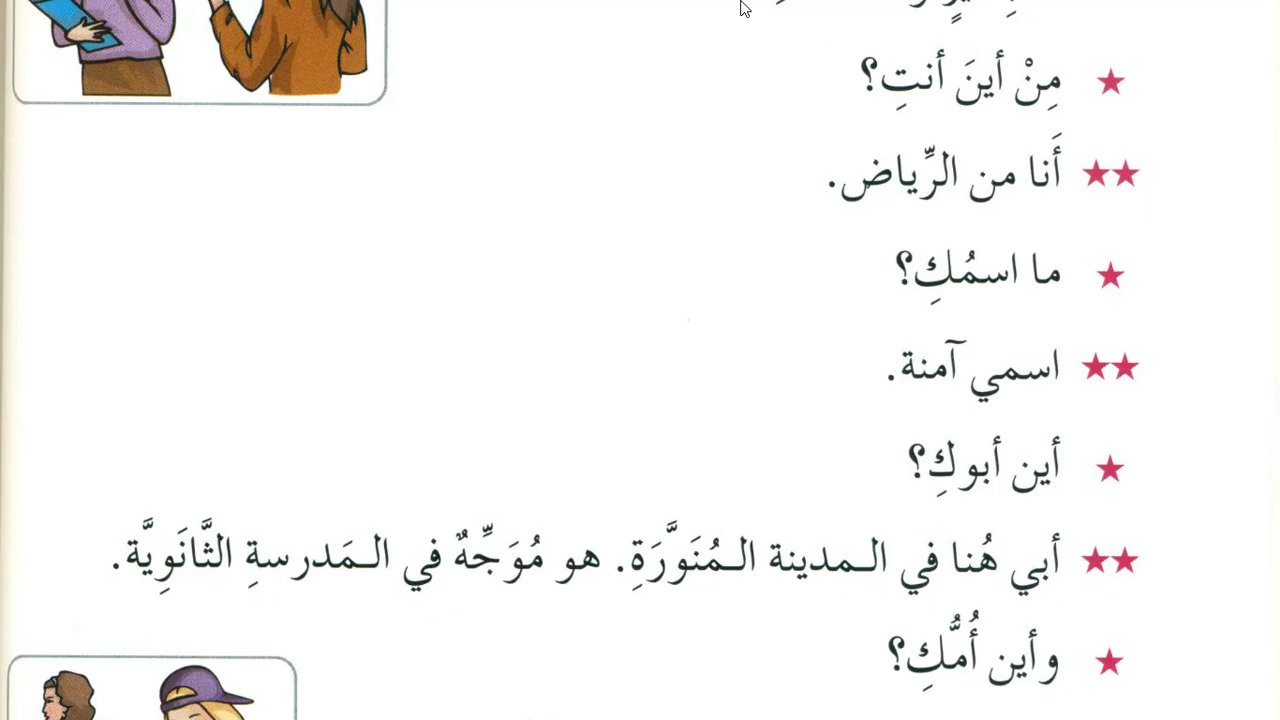 ★ مِنْ أينَ أنتِ؟
★★ أَنا من الرِّياض.
★ ما اسمُكِ؟
★★ اسمي آمنة.
★ أين أبوكِ؟
★★ أبي هُنا في الـمدينة الـمُنَوَّرَةِ. هو مُوَجِّهٌ في الـمَدرسةِ الثَّانَوِيَّة.
★ وأين أُمُّكِ؟